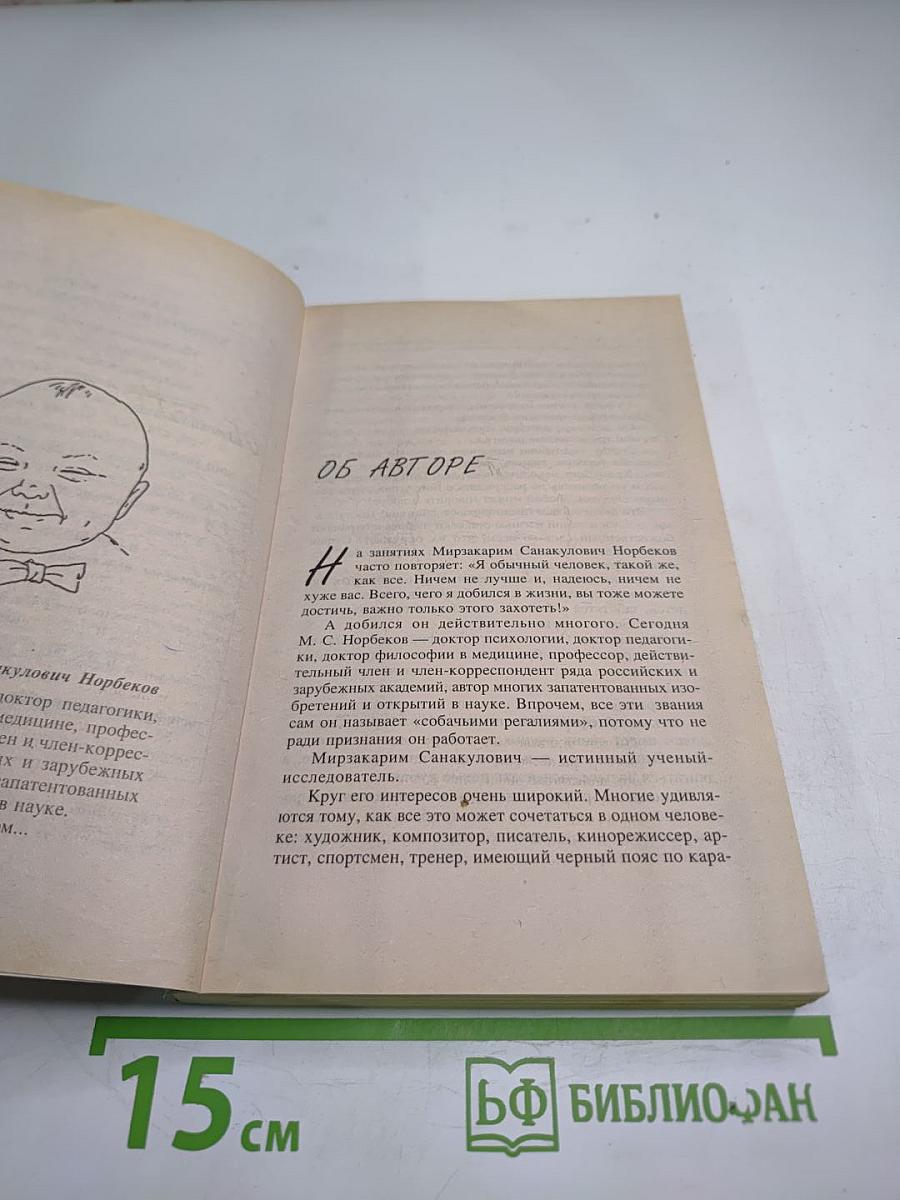 акулович Норбеков
доктор педагогики,
медицине, профес-
ен и член-коррес-
их и зарубежных
запатентованных
в науке.
ом...
ОБ АВТОРЕ
На занятиях Мирзакарим Санакулович Норбеков
часто повторяет: «Я обычный человек, такой же,
как все. Ничем не лучше и, надеюсь, ничем не
хуже вас. Всего, чего я добился в жизни, вы тоже можете
достичь, важно только этого захотеть!»
А добился он действительно многого. Сегодня
М. С. Норбеков — доктор психологии, доктор педагоги-
ки, доктор философии в медицине, профессор, действи-
тельный член и член-корреспондент ряда российских и
зарубежных академий, автор многих запатентованных изо-
бретений и открытий в науке. Впрочем, все эти звания
сам он называет «собачьими регалиями», потому что не
ради признания он работает.
Мирзакарим Санакулович — истинный ученый-
исследователь.
Круг его интересов очень широкий. Многие удивля-
ются тому, как все это может сочетаться в одном челове-
ке: художник, композитор, писатель, кинорежиссер, ар-
тист, спортсмен, тренер, имеющий черный пояс по кара-
15 см
БФ БИБЛИОФАН